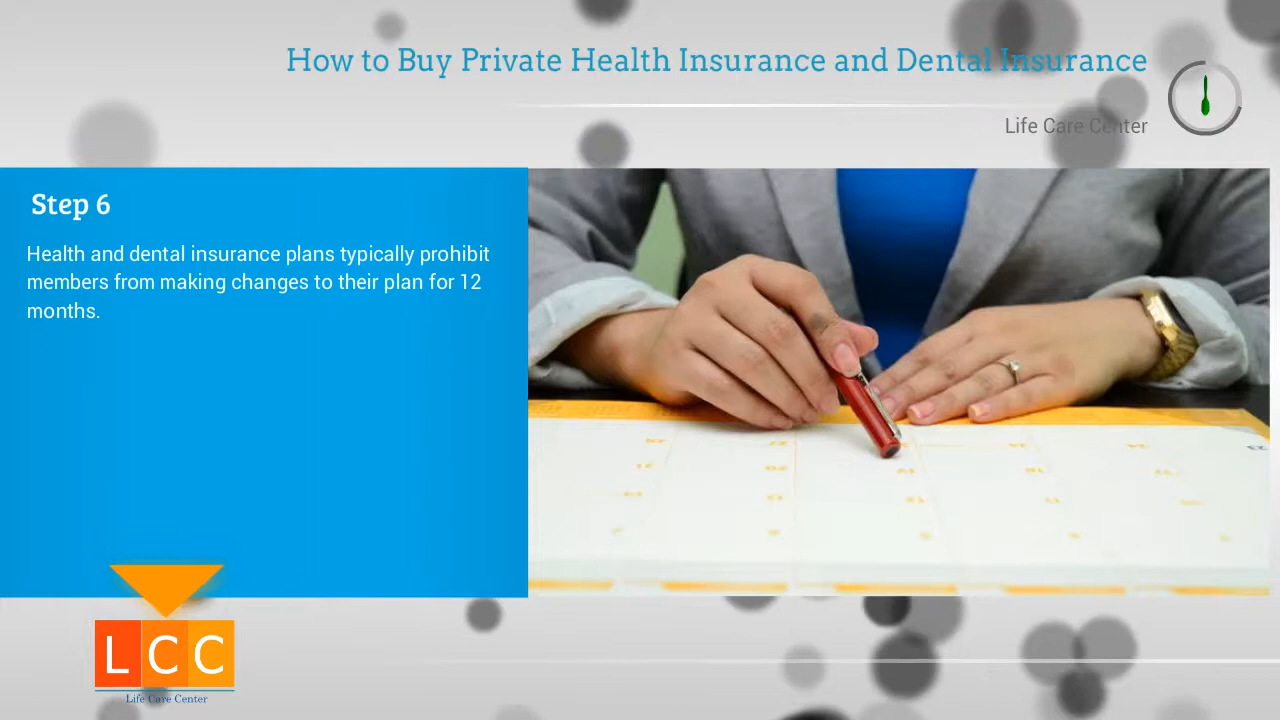 How to Buy Private Health Insurance and Dental Insurance
Life Care Center
Step 6
Health and dental insurance plans typically prohibit
members from making changes to their plan for 12
months.
LCC
Life Care Center